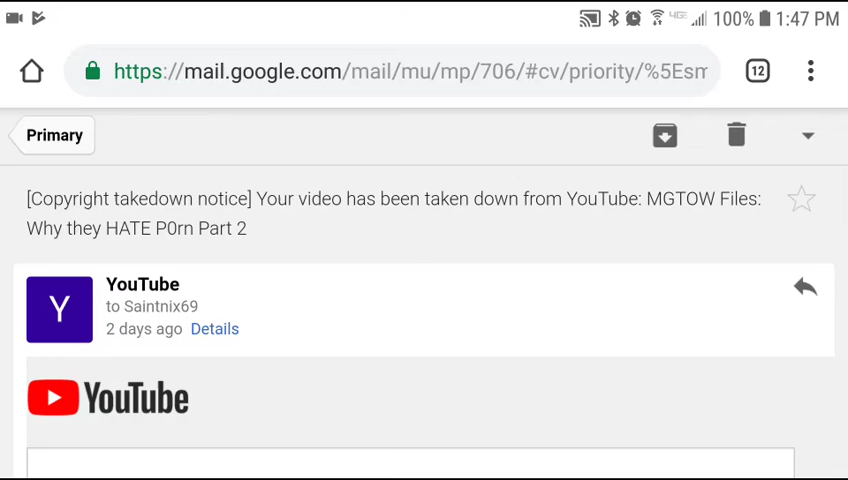 4GE 100% 1:47 PM
https://mail.google.com/mail/mu/mp/706/#cv/priority/%5Esm 12
Primary
[Copyright takedown notice] Your video has been taken down from YouTube: MGTOW Files:
Why they HATE P0rn Part 2
Y YouTube
to Saintnix69
2 days ago Details
YouTube